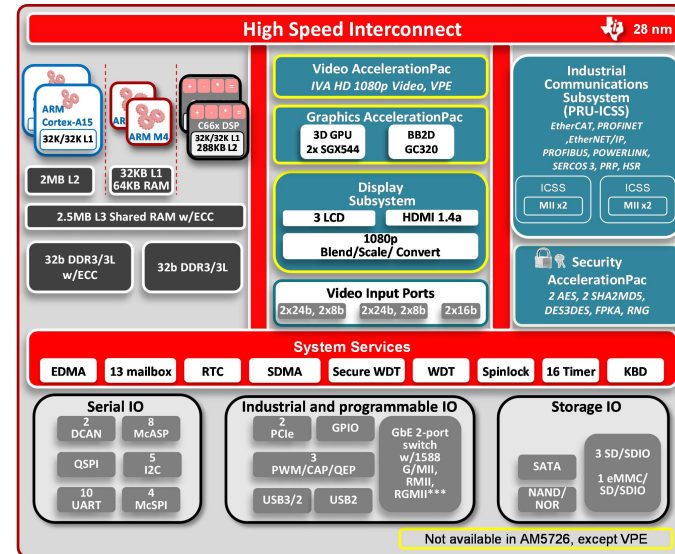 High Speed Interconnect
28 nm
ARM
Cortex-A15
32K/32K L1
ARM M4
C66x DSP
32K/32K L1
288KB L2
2MB L2
32KB L1
64KB RAM
2.5MB L3 Shared RAM w/ECC
32b DDR3/3L
w/ECC
32b DDR3/3L
Video AccelerationPac
IVA HD 1080p Video, VPE
Graphics AccelerationPac
3D GPU
2x SGX544
BB2D
GC320
Display
Subsystem
3 LCD
HDMI 1.4a
1080p
Blend/Scale/ Convert
Video Input Ports
2x24b, 2x8b
2x24b, 2x8b
2x16b
Industrial
Communications
Subsystem
(PRU-ICSS)
EtherCAT, PROFINET
,EtherNET/IP,
PROFIBUS, POWERLINK,
SERCOS 3, PRP, HSR
ICSS
MII x2
ICSS
MII x2
Security
AccelerationPac
2 AES, 2 SHA2MD5,
DES3DES, FPKA, RNG
System Services
EDMA
13 mailbox
RTC
SDMA
Secure WDT
WDT
Spinlock
16 Timer
KBD
Serial IO
2
DCAN
8
McASP
QSPI
5
I2C
10
UART
4
McSPI
Industrial and programmable IO
2
PCIe
GPIO
3
PWM/CAP/QEP
USB3/2
USB2
GbE 2-port
switch
w/1588
G/MII,
RMII,
RGMII***
Storage IO
SATA
NAND/
NOR
3 SD/SDIO
1 eMMC/
SD/SDIO
Not available in AM5726, except VPE